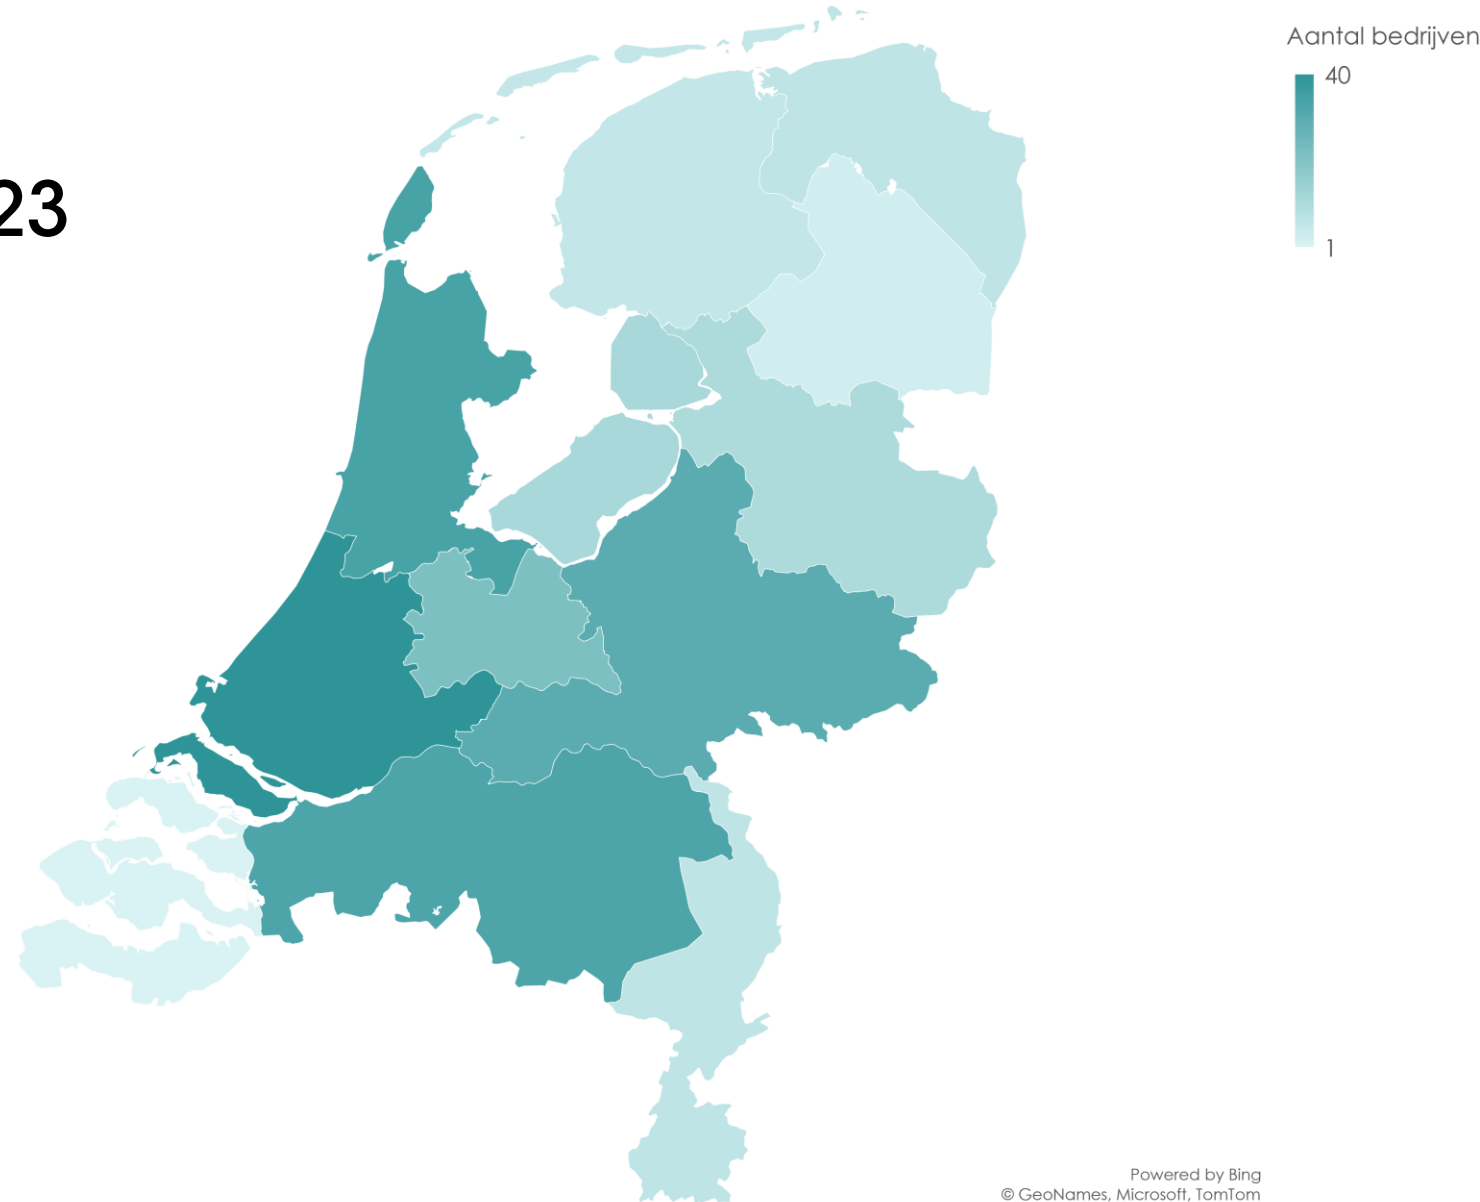 23
Aantal bedrijven
40
1
Powered by Bing
© GeoNames, Microsoft, TomTom